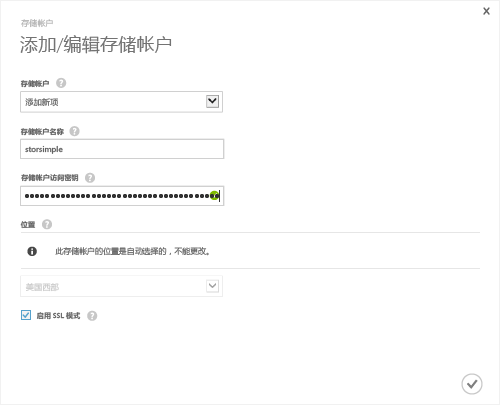 存储帐户
添加/编辑存储帐户
存储帐户 ?
添加新项
存储帐户名称 ?
storsimple
存储帐户访问密钥 ?
位置 ?
此存储帐户的位置是自动选择的，不能更改。
美国西部
启用 SSL 模式 ?